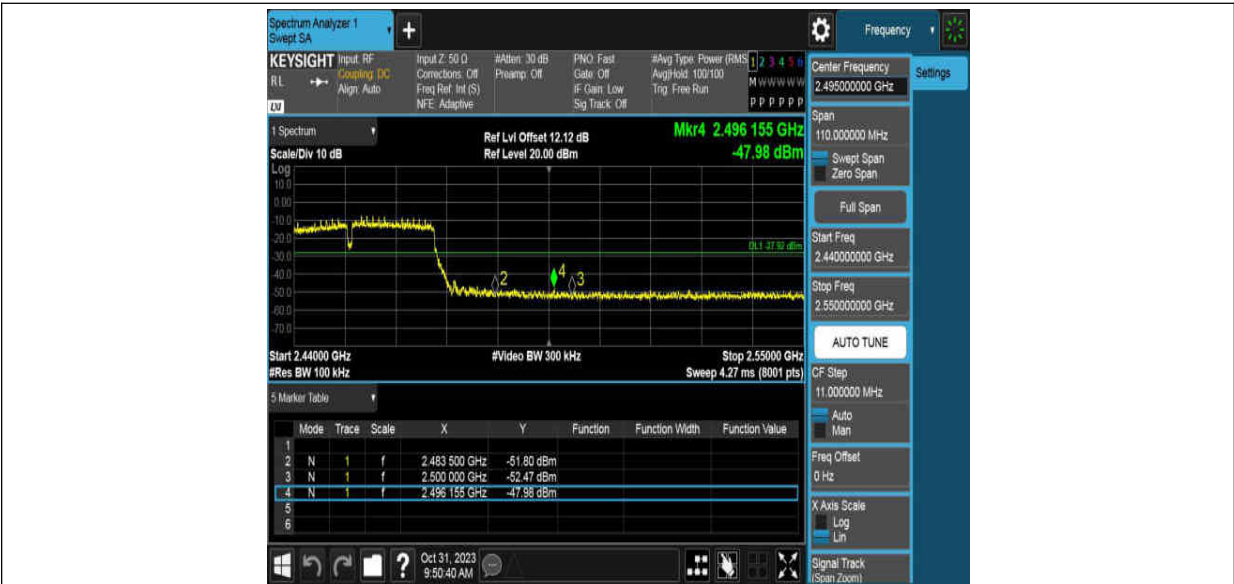 Spectrum Analyzer 1
Swept SA
+
Frequency
KEYSIGHT
RL
LXI
Input: RF
Coupling: DC
Align: Auto
Input Z: 50 Ω
Corrections: Off
Freq Ref: Int (S)
NFE: Adaptive
#Atten: 30 dB
Preamp: Off
PNO: Fast
Gate: Off
IF Gain: Low
Sig Track: Off
#Avg Type: Power (RMS
Avg|Hold: 100/100
Trig: Free Run
1 2 3 4 5 6
M W W W W W
P P P P P P
Center Frequency
2.495000000 GHz
Settings
Span
110.000000 MHz
Swept Span
Zero Span
Full Span
Start Freq
2.440000000 GHz
Stop Freq
2.550000000 GHz
AUTO TUNE
CF Step
11.000000 MHz
Auto
Man
Freq Offset
0 Hz
X Axis Scale
Log
Lin
Signal Track
(Span Zoom)
1 Spectrum
Scale/Div 10 dB
Ref Lvl Offset 12.12 dB
Ref Level 20.00 dBm
Mkr4 2.496 155 GHz
-47.98 dBm
Log
10.0
0.00
-10.0
-20.0
-30.0
-40.0
-50.0
-60.0
-70.0
2
4
3
Start 2.44000 GHz
#Res BW 100 kHz
#Video BW 300 kHz
Stop 2.55000 GHz
Sweep 4.27 ms (8001 pts)
5 Marker Table
Mode Trace Scale X Y Function Function Width Function Value
1
2 N 1 f 2.483 500 GHz -51.80 dBm
3 N 1 f 2.500 000 GHz -52.47 dBm
4 N 1 f 2.496 155 GHz -47.98 dBm
5
6
?
Oct 31, 2023
9:50:40 AM